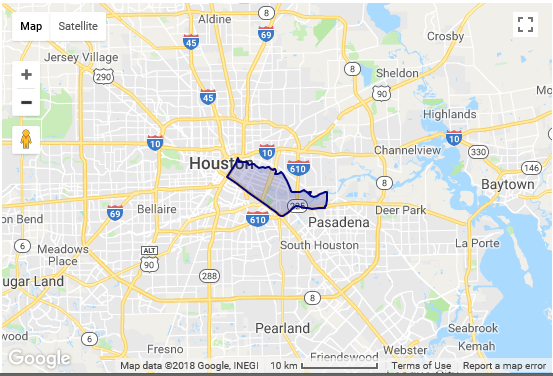 Map Satellite
Aldine
Crosby
Jersey Village
45
69
8
Sheldon
290
90
45
Highlands
Channelview
10
10
10
330
Houston
610
146
Baytown
8
69
Bellaire
225
Deer Park
on Bend
610
Pasadena
Meadows
Place
ALT
90
South Houston
La Porte
288
ugar Land
8
Pearland
Seabrook
6
Kemah
Fresno
Webster
Friendswood
Google
Map data ©2018 Google, INEGI 10 km Terms of Use Report a map error